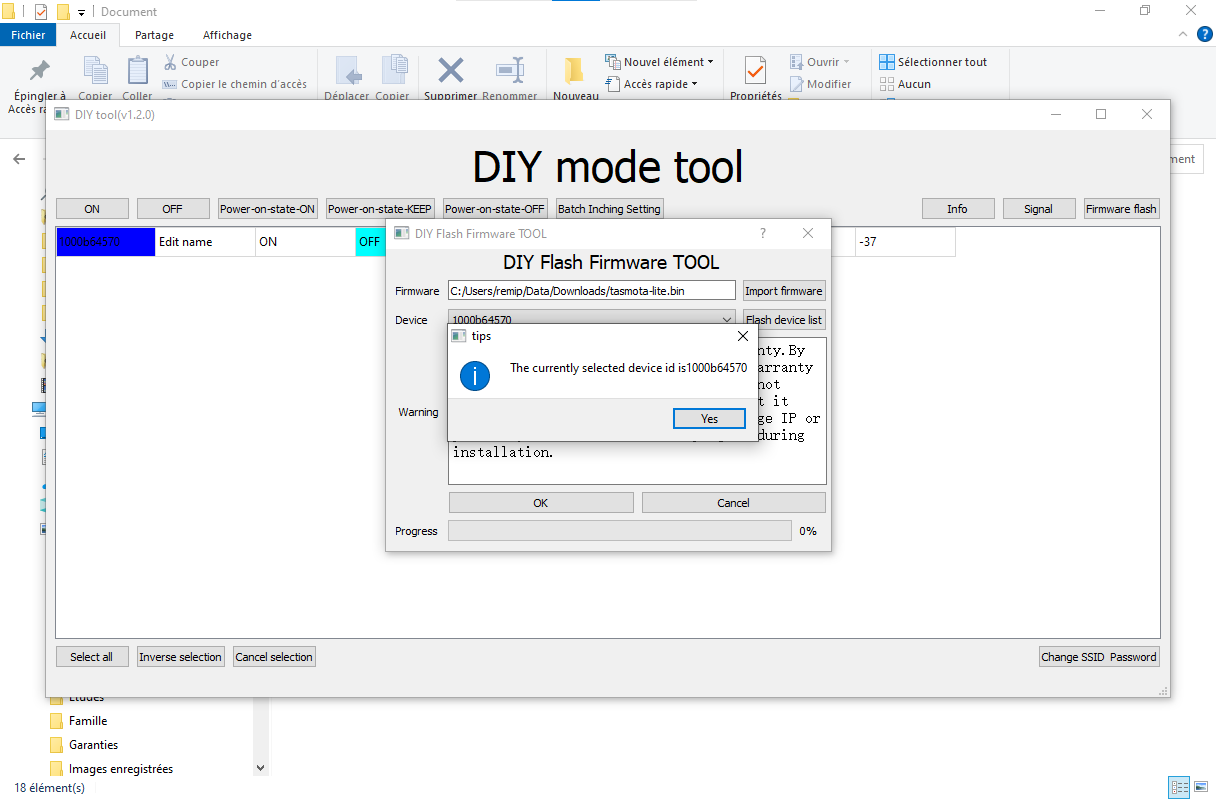 Document
Fichier Accueil Partage Affichage
Couper
Copier le chemin d'accès
Nouvel élément
Accès rapide
Ouvrir
Modifier
Sélectionner tout
Aucun
Épingler à
Accès
Copier Coller Déplacer Copier Supprimer Renommer Nouveau Propriétés
DIY tool(v1.2.0)
DIY mode tool
ON OFF Power-on-state-ON Power-on-state-KEEP Power-on-state-OFF Batch Inching Setting Info Signal Firmware flash
1000b64570 Edit name ON OFF -37
DIY Flash Firmware TOOL ?
DIY Flash Firmware TOOL
Firmware C:/Users/remip/Data/Downloads/tasmota-lite.bin Import firmware
Device 1000b64570 Flash device list
tips
The currently selected device id is1000b64570
Yes
nty.By
arranty
not
t it
ge IP or
during
installation.
Warning
OK Cancel
Progress 0%
Select all Inverse selection Cancel selection Change SSID Password
Etudes
Famille
Garanties
Images enregistrées
18 élément(s)